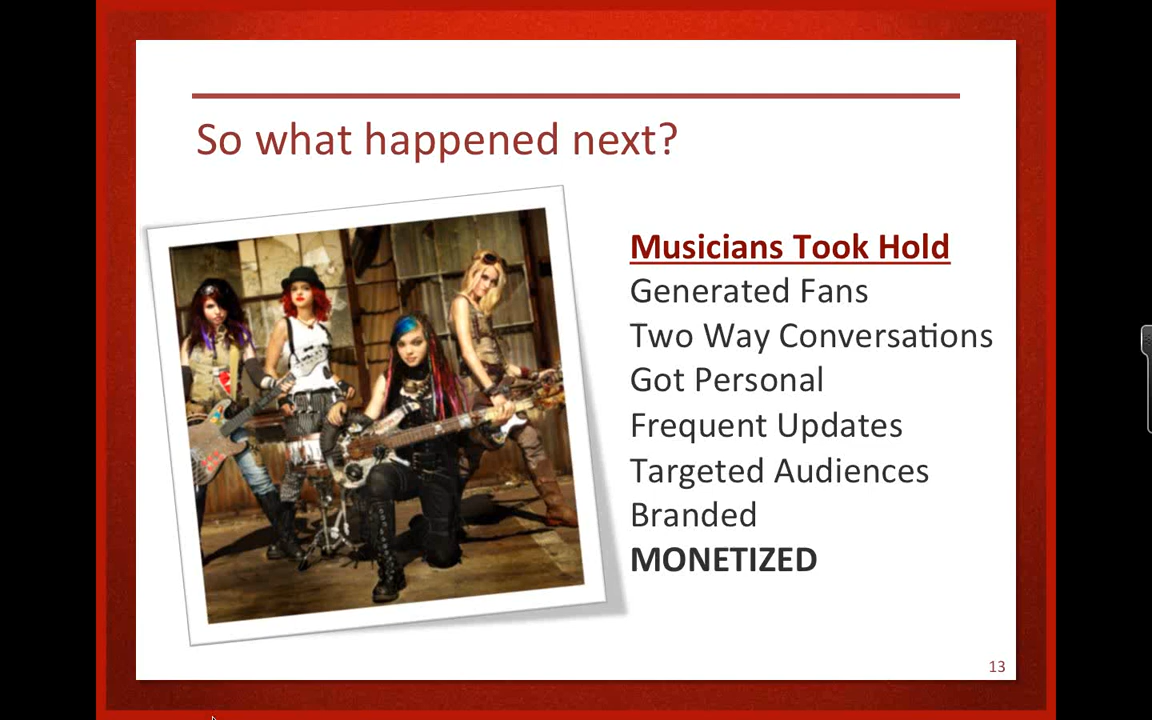 So what happened next?
Musicians Took Hold
Generated Fans
Two Way Conversations
Got Personal
Frequent Updates
Targeted Audiences
Branded
MONETIZED
13